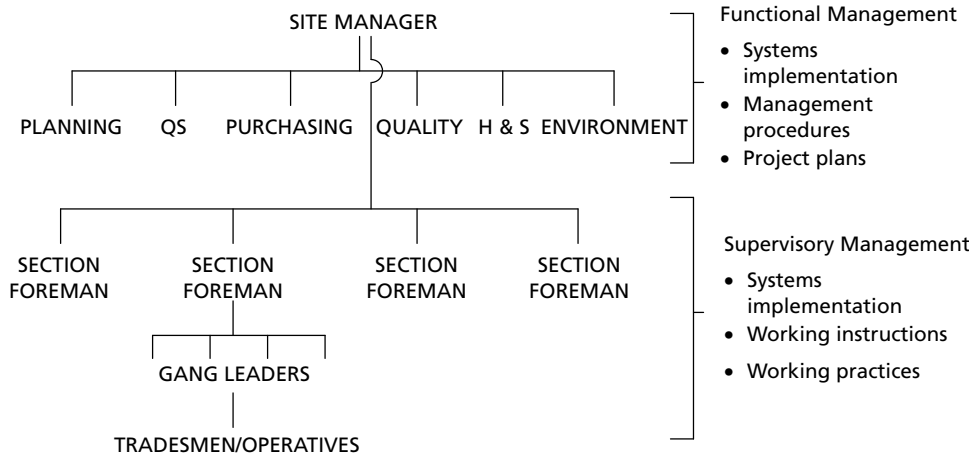 SITE MANAGER
PLANNING
QS
PURCHASING
QUALITY
H & S
ENVIRONMENT
Functional Management
• Systems
implementation
• Management
procedures
• Project plans
SECTION
FOREMAN
SECTION
FOREMAN
SECTION
FOREMAN
SECTION
FOREMAN
GANG LEADERS
TRADESMEN/OPERATIVES
Supervisory Management
• Systems
implementation
• Working instructions
• Working practices